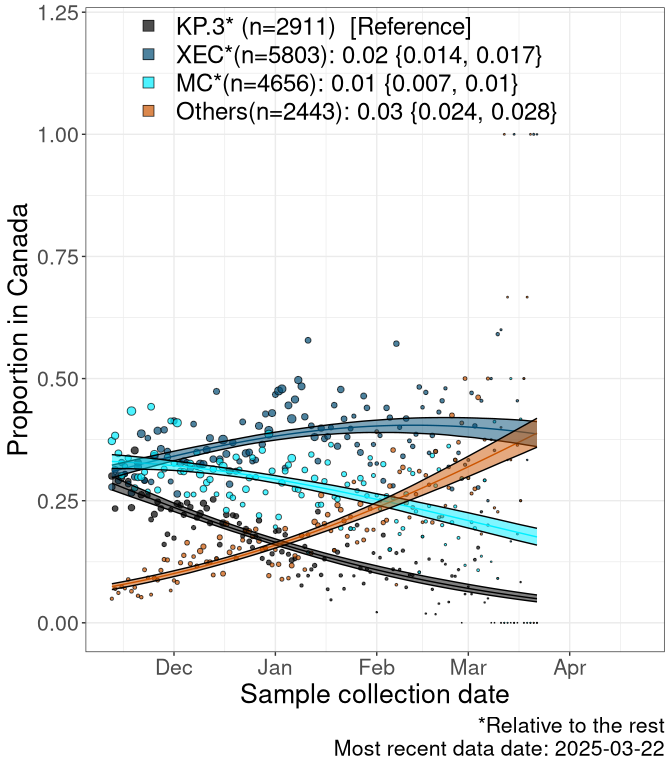 KP.3* (n=2911)  [Reference]
XEC*(n=5803): 0.02 {0.014, 0.017}
MC*(n=4656): 0.01 {0.007, 0.01}
Others(n=2443): 0.03 {0.024, 0.028}
Proportion in Canada
1.25
1.00
0.75
0.50
0.25
0.00
Dec Jan Feb Mar Apr
Sample collection date
*Relative to the rest
Most recent data date: 2025-03-22